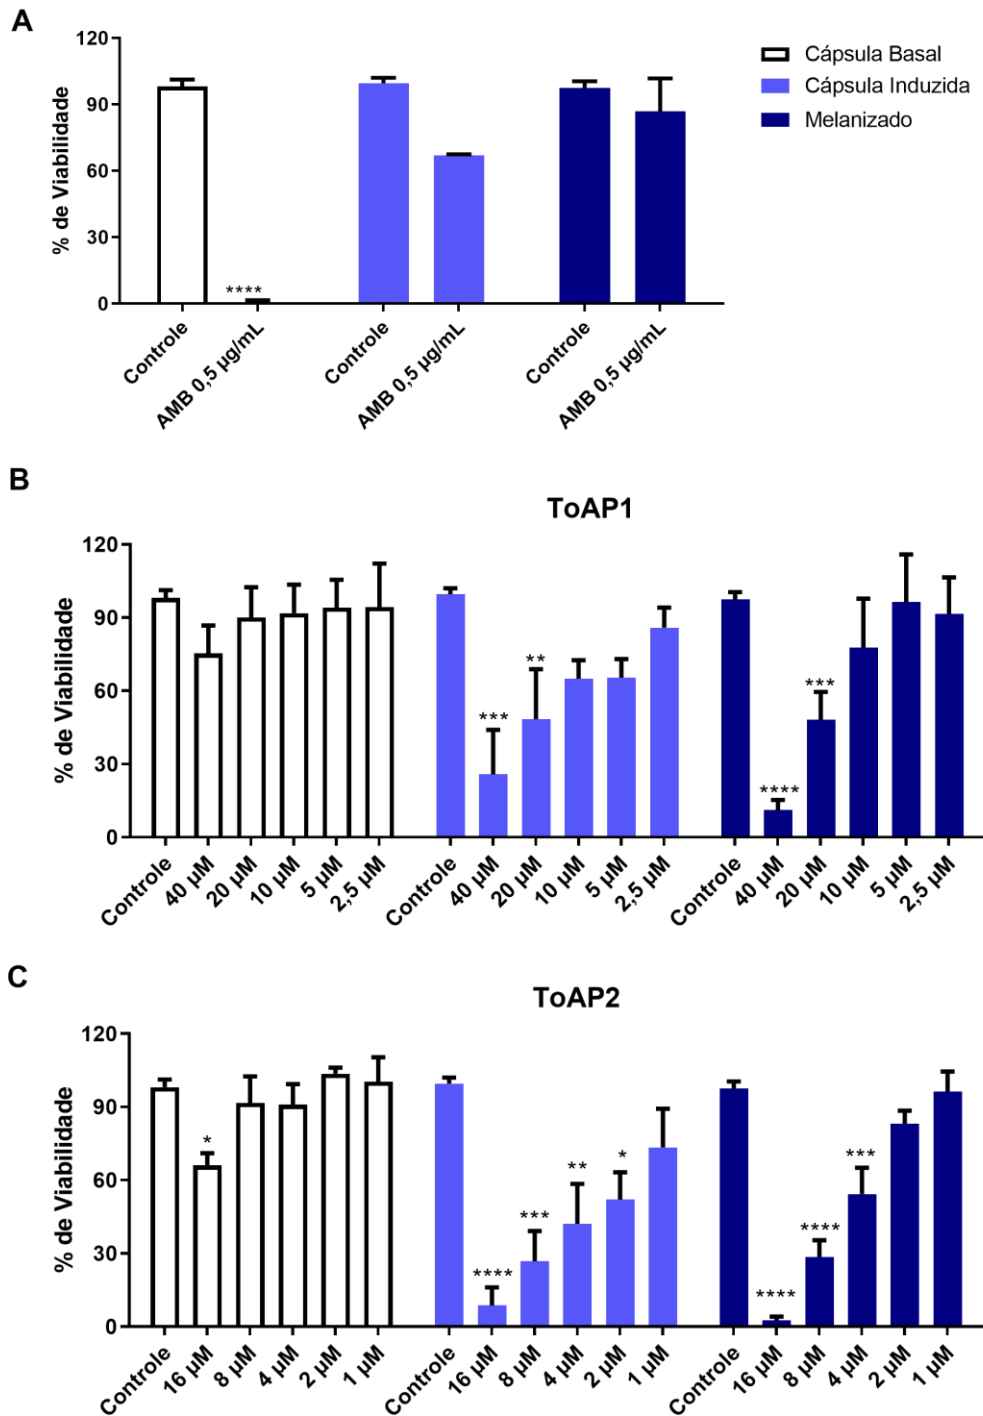 A
120
90
60
30
0
% de Viabilidade
****
Controle
AMB 0,5 µg/mL
Controle
AMB 0,5 µg/mL
Controle
AMB 0,5 µg/mL
Cápsula Basal
Cápsula Induzida
Melanizado
B
ToAP1
120
90
60
30
0
% de Viabilidade
***
**
****
***
Controle
40 µM
20 µM
10 µM
5 µM
2,5 µM
Controle
40 µM
20 µM
10 µM
5 µM
2,5 µM
Controle
40 µM
20 µM
10 µM
5 µM
2,5 µM
C
ToAP2
120
90
60
30
0
% de Viabilidade
*
****
***
**
*
****
****
***
Controle
16 µM
8 µM
4 µM
2 µM
1 µM
Controle
16 µM
8 µM
4 µM
2 µM
1 µM
Controle
16 µM
8 µM
4 µM
2 µM
1 µM